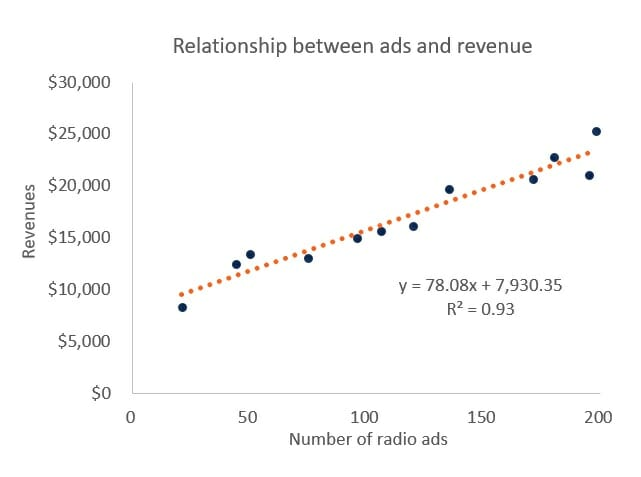 Relationship between ads and revenue
$30,000
$25,000
$20,000
$15,000
$10,000
$5,000
$0
Revenues
y = 78.08x + 7,930.35
R² = 0.93
0 50 100 150 200
Number of radio ads